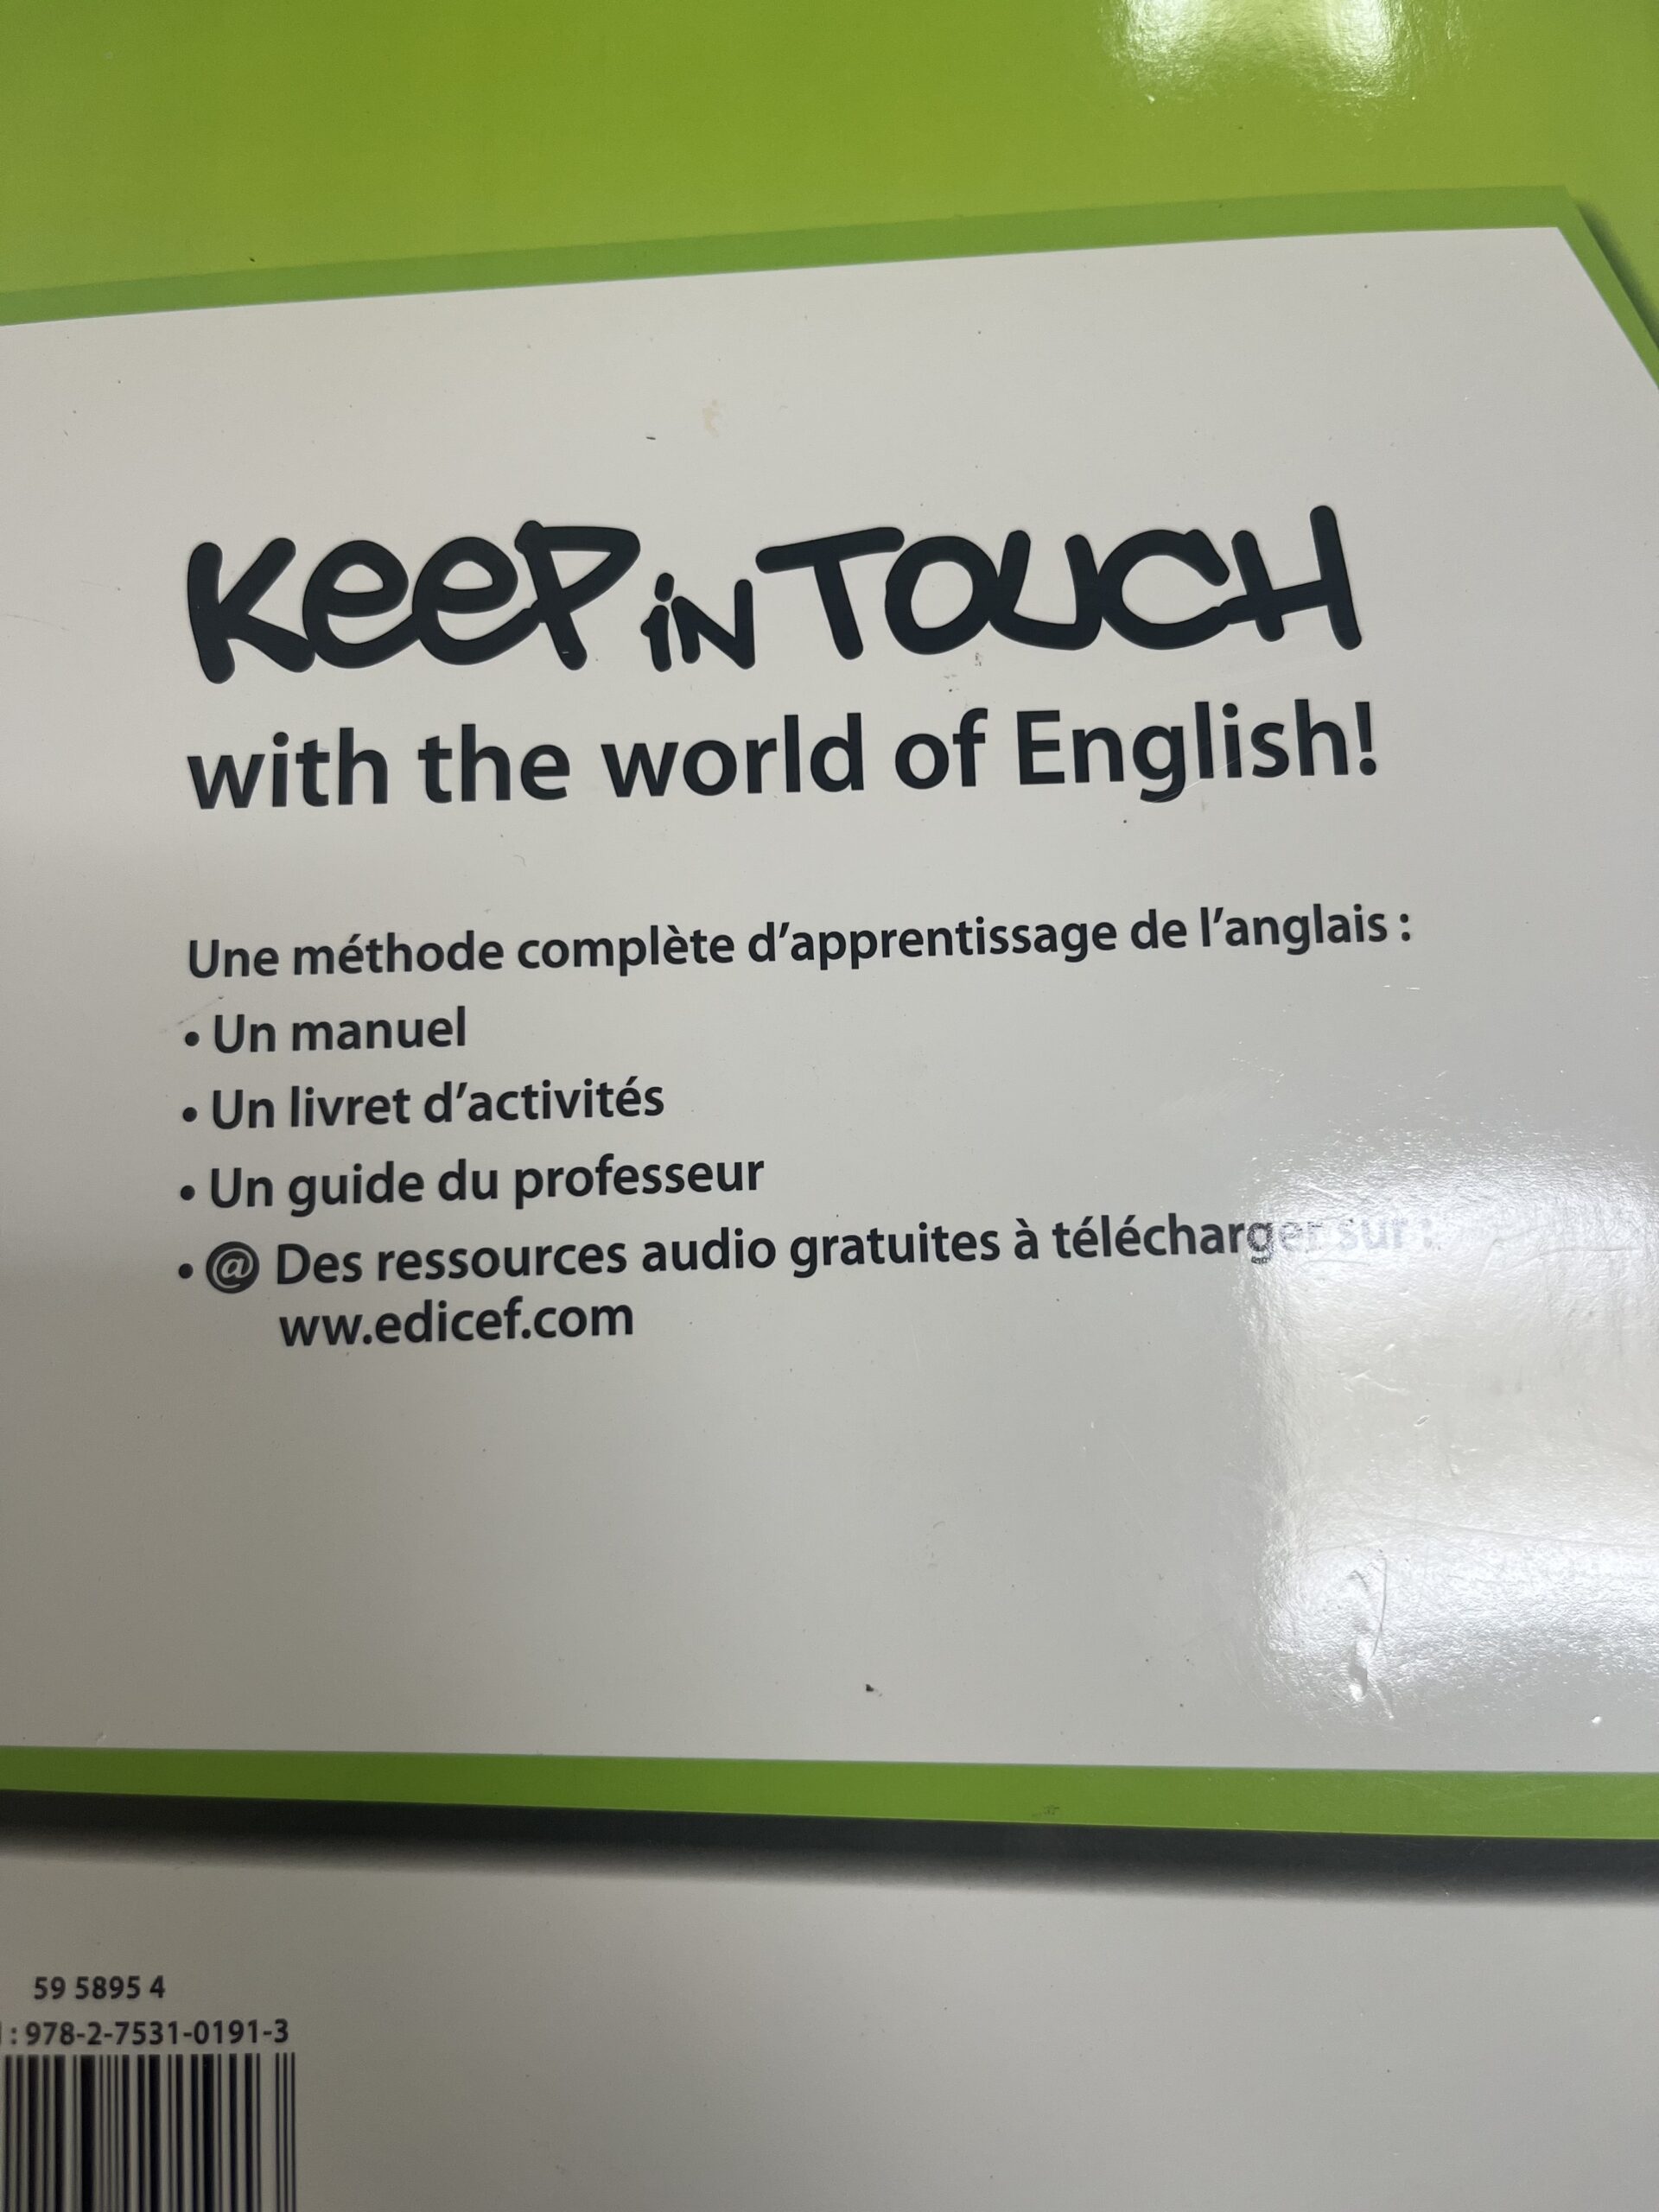 KeeP iN TOUCH
with the world of English!
Une méthode complète d'apprentissage de l'anglais :
• Un manuel
• Un livret d'activités
• Un guide du professeur
• @ Des ressources audio gratuites à télécharger sur :
ww.edicef.com
59 5895 4
: 978-2-7531-0191-3